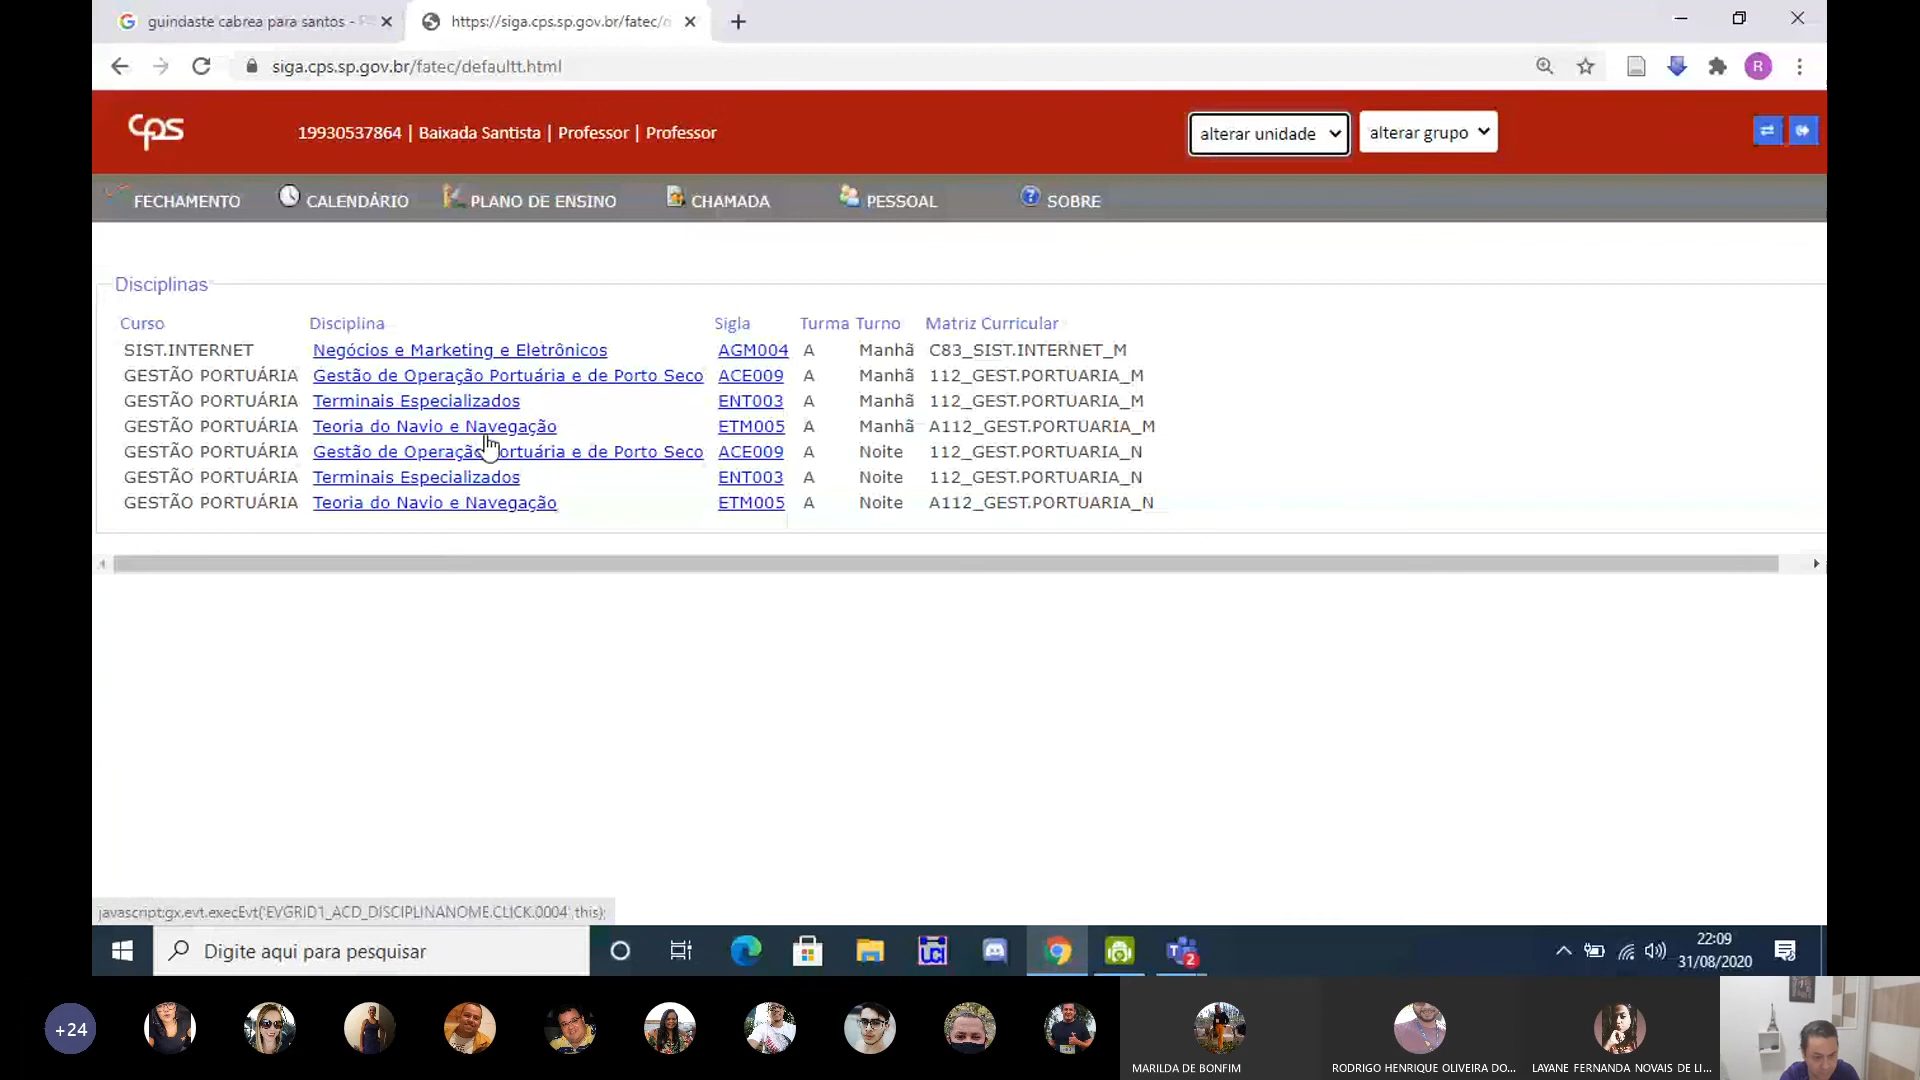 guindaste cabrea para santos -
https://siga.cps.sp.gov.br/fatec/
siga.cps.sp.gov.br/fatec/defaultt.html
R
cps
19930537864 | Baixada Santista | Professor | Professor
alterar unidade
alterar grupo
FECHAMENTO CALENDÁRIO PLANO DE ENSINO CHAMADA PESSOAL SOBRE
Disciplinas
Curso Disciplina Sigla Turma Turno Matriz Curricular
SIST.INTERNET Negócios e Marketing e Eletrônicos AGM004 A Manhã C83_SIST.INTERNET_M
GESTÃO PORTUÁRIA Gestão de Operação Portuária e de Porto Seco ACE009 A Manhã 112_GEST.PORTUARIA_M
GESTÃO PORTUÁRIA Terminais Especializados ENT003 A Manhã 112_GEST.PORTUARIA_M
GESTÃO PORTUÁRIA Teoria do Navio e Navegação ETM005 A Manhã A112_GEST.PORTUARIA_M
GESTÃO PORTUÁRIA Gestão de Operação Portuária e de Porto Seco ACE009 A Noite 112_GEST.PORTUARIA_N
GESTÃO PORTUÁRIA Terminais Especializados ENT003 A Noite 112_GEST.PORTUARIA_N
GESTÃO PORTUÁRIA Teoria do Navio e Navegação ETM005 A Noite A112_GEST.PORTUARIA_N
javascript:gx.evt.execEvt('EVGRID1_ACD_DISCIPLINANOME.CLICK.0004',this);
Digite aqui para pesquisar
UCI
2
22:09
31/08/2020
+24
MARILDA DE BONFIM
RODRIGO HENRIQUE OLIVEIRA DO...
LAYANE FERNANDA NOVAIS DE LI...